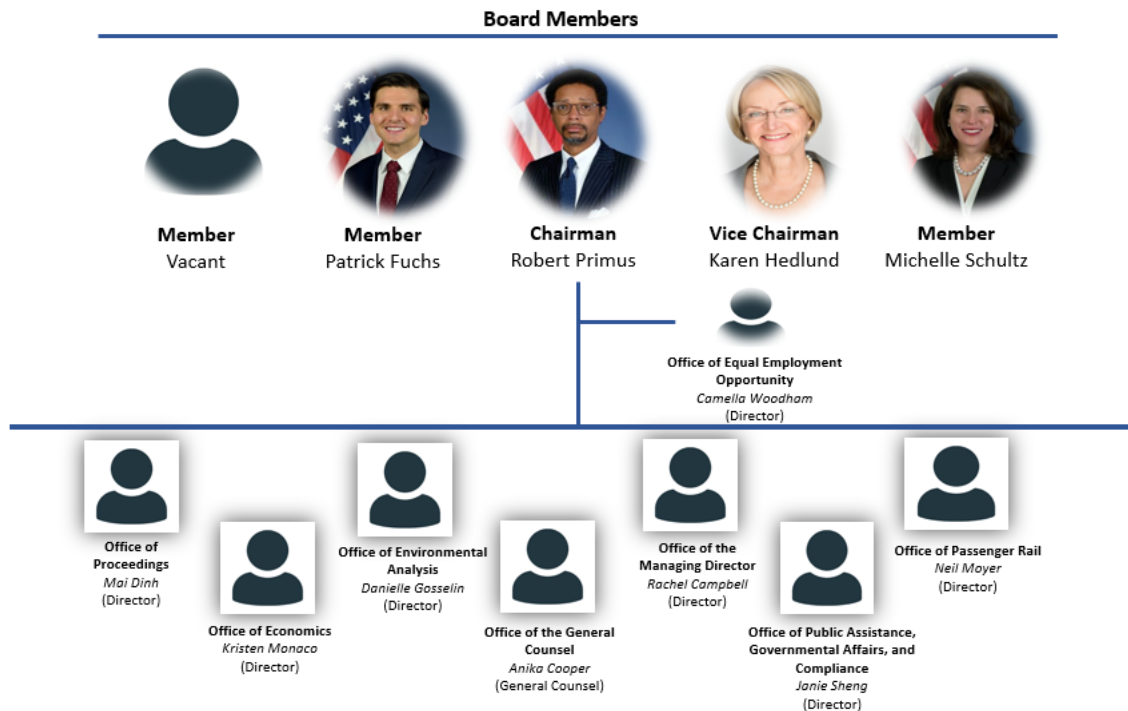 Board Members
Member
Vacant
Member
Patrick Fuchs
Chairman
Robert Primus
Vice Chairman
Karen Hedlund
Member
Michelle Schultz
Office of Equal Employment
Opportunity
Camella Woodham
(Director)
Office of
Proceedings
Mai Dinh
(Director)
Office of Economics
Kristen Monaco
(Director)
Office of Environmental
Analysis
Danielle Gosselin
(Director)
Office of the General
Counsel
Anika Cooper
(General Counsel)
Office of the
Managing Director
Rachel Campbell
(Director)
Office of Public Assistance,
Governmental Affairs, and
Compliance
Janie Sheng
(Director)
Office of Passenger Rail
Neil Moyer
(Director)